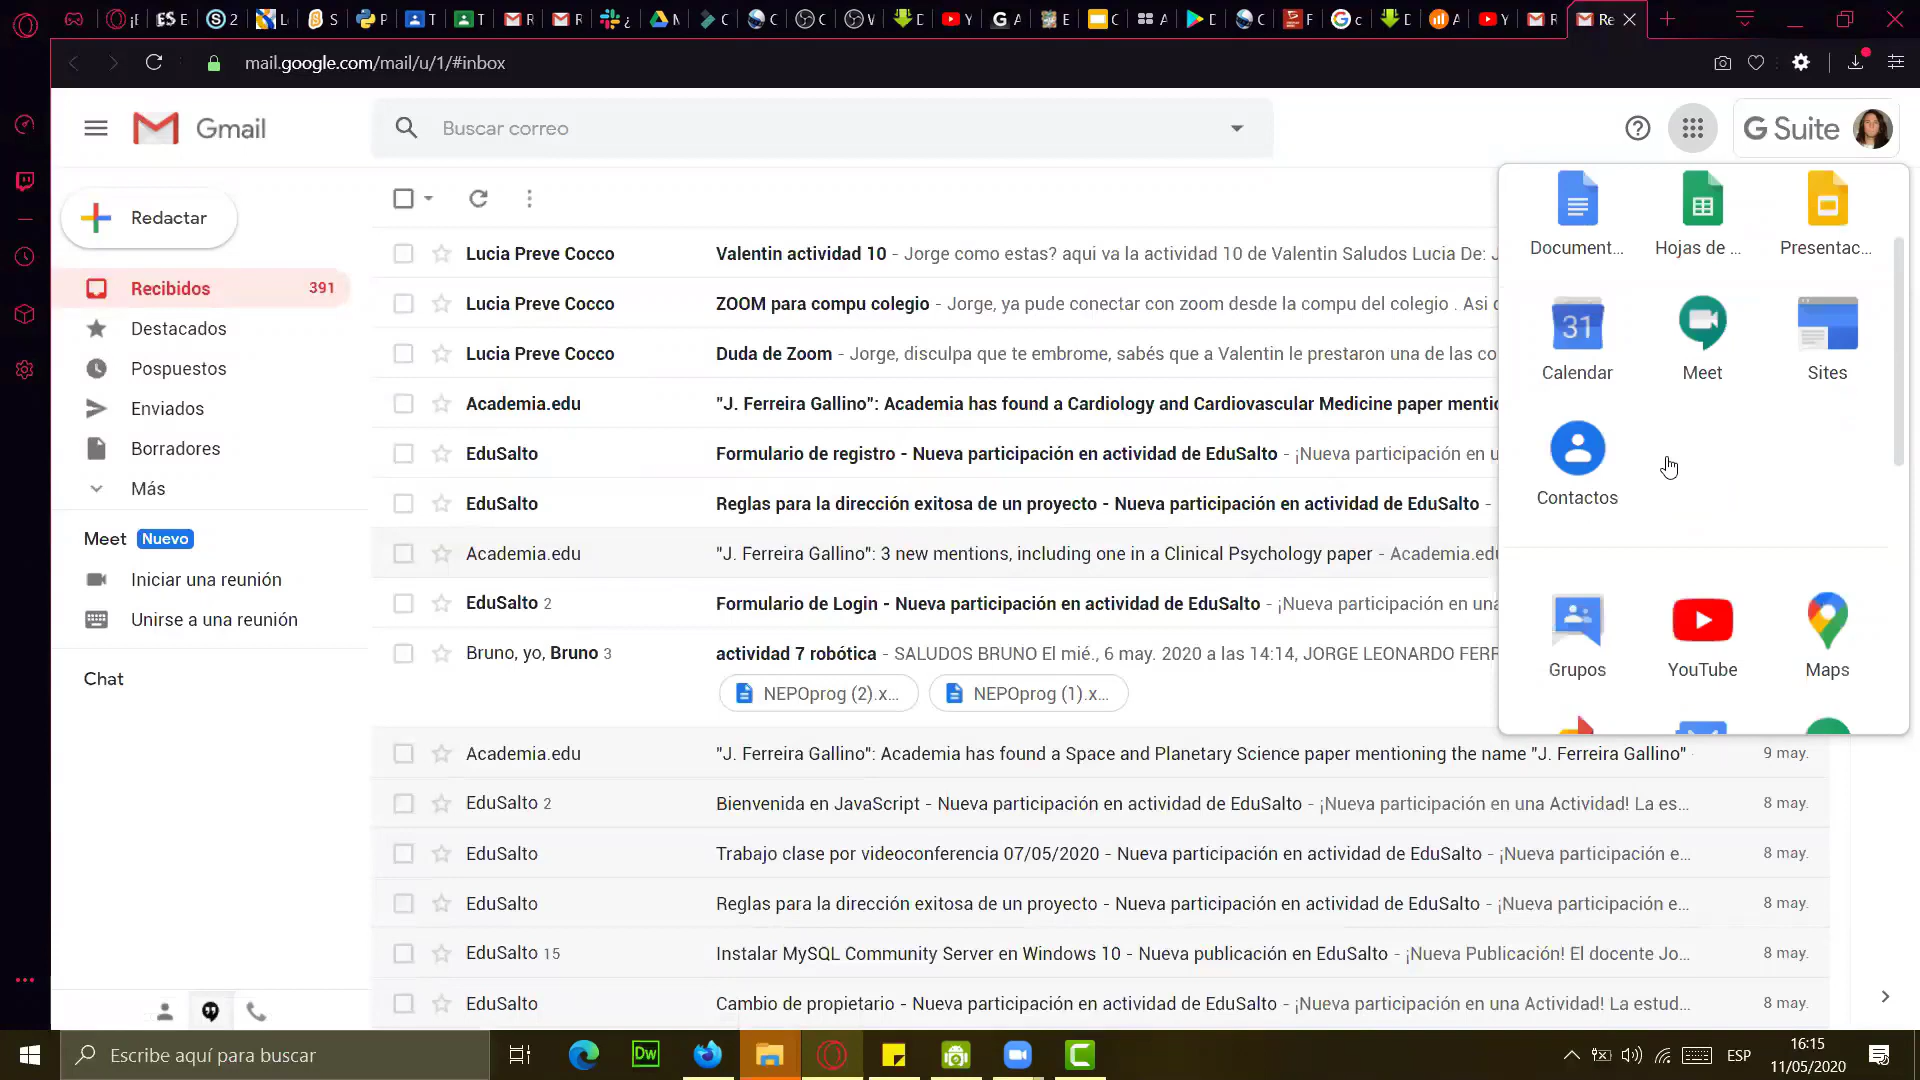 mail.google.com/mail/u/1/#inbox
Gmail
Buscar correo
G Suite
Redactar
Recibidos 391
Destacados
Pospuestos
Enviados
Borradores
Más
Meet Nuevo
Iniciar una reunión
Unirse a una reunión
Chat
Lucia Preve Cocco Valentin actividad 10 - Jorge como estas? aqui va la actividad 10 de Valentin Saludos Lucia De: J
Lucia Preve Cocco ZOOM para compu colegio - Jorge, ya pude conectar con zoom desde la compu del colegio . Asi
Lucia Preve Cocco Duda de Zoom - Jorge, disculpa que te embrome, sabés que a Valentin le prestaron una de las co
Academia.edu "J. Ferreira Gallino": Academia has found a Cardiology and Cardiovascular Medicine paper mentio
EduSalto Formulario de registro - Nueva participación en actividad de EduSalto - ¡Nueva participación en u
EduSalto Reglas para la dirección exitosa de un proyecto - Nueva participación en actividad de EduSalto -
Academia.edu "J. Ferreira Gallino": 3 new mentions, including one in a Clinical Psychology paper - Academia.edu
EduSalto 2 Formulario de Login - Nueva participación en actividad de EduSalto - ¡Nueva participación en una
Bruno, yo, Bruno 3 actividad 7 robótica - SALUDOS BRUNO El mié., 6 may. 2020 a las 14:14, JORGE LEONARDO FERR
NEPOprog (2).x... NEPOprog (1).x...
Academia.edu "J. Ferreira Gallino": Academia has found a Space and Planetary Science paper mentioning the name "J. Ferreira Gallino" 9 may.
EduSalto 2 Bienvenida en JavaScript - Nueva participación en actividad de EduSalto - ¡Nueva participación en una Actividad! La es... 8 may.
EduSalto Trabajo clase por videoconferencia 07/05/2020 - Nueva participación en actividad de EduSalto - ¡Nueva participación e... 8 may.
EduSalto Reglas para la dirección exitosa de un proyecto - Nueva participación en actividad de EduSalto - ¡Nueva participación e... 8 may.
EduSalto 15 Instalar MySQL Community Server en Windows 10 - Nueva publicación en EduSalto - ¡Nueva Publicación! El docente Jo... 8 may.
EduSalto Cambio de propietario - Nueva participación en actividad de EduSalto - ¡Nueva participación en una Actividad! La estud... 8 may.
Document... Hojas de ... Presentac...
31
Calendar Meet Sites
Contactos
Grupos YouTube Maps
Escribe aquí para buscar
Dw
ESP
16:15
11/05/2020